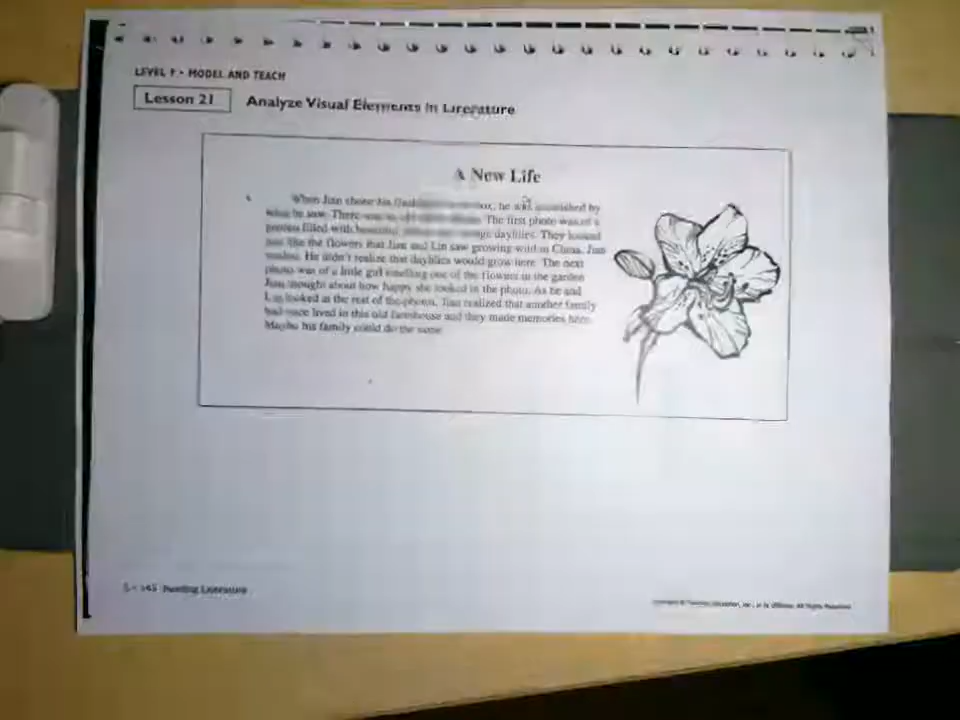 LEVEL F • MODEL AND TEACH
Lesson 21 Analyze Visual Elements in Literature
A New Life
When Jian shone his box, he was astonished by
what he saw. There The first photo was of a
garden filled with beautiful, daylilies. They looked
just like the flowers that Jian and Lin saw growing wild in China. Jian
smiled. He didn't realize that daylilies would grow here. The next
photo was of a little girl smelling one of the flowers in the garden
Jian thought about how happy she looked in the photo. As he and
Lin looked at the rest of the photos, Jian realized that another family
had once lived in this old farmhouse and they made memories here.
Maybe his family could do the same.
Reading Literature
All Rights Reserved.